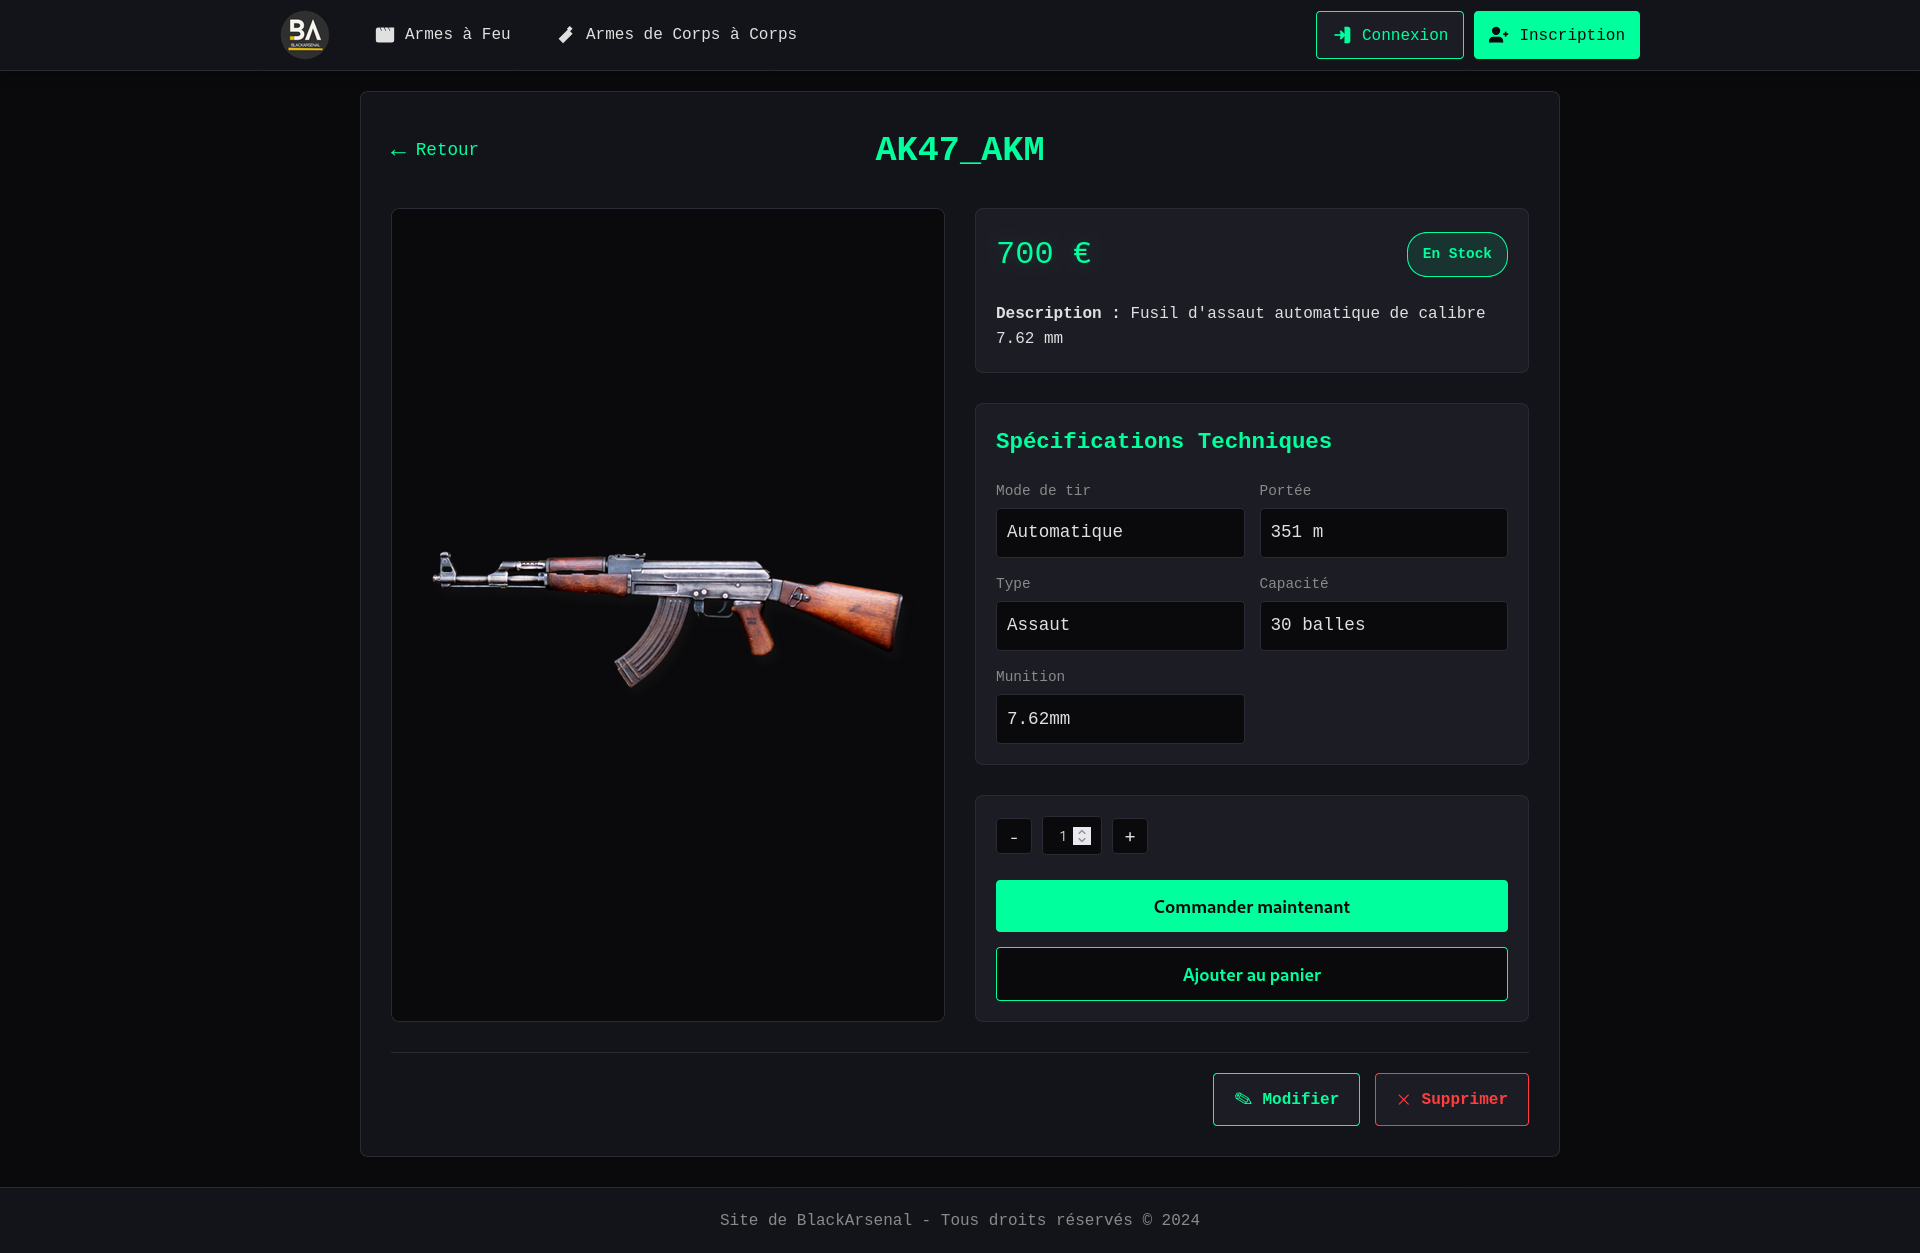 BA
BLACKARSENAL
Armes à Feu
Armes de Corps à Corps
Connexion
Inscription
← Retour
AK47_AKM
700 €
En Stock
Description : Fusil d'assaut automatique de calibre
7.62 mm
Spécifications Techniques
Mode de tir
Portée
Automatique
351 m
Type
Capacité
Assaut
30 balles
Munition
7.62mm
- 1 +
Commander maintenant
Ajouter au panier
✎ Modifier
× Supprimer
Site de BlackArsenal - Tous droits réservés © 2024